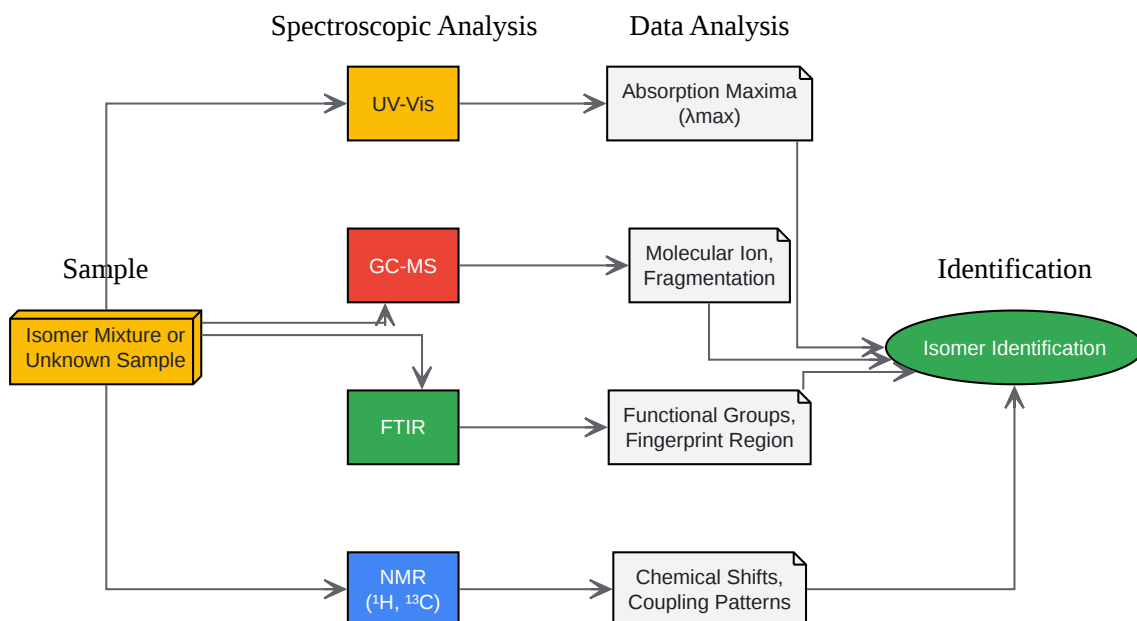 Spectroscopic Analysis
Data Analysis
UV-Vis
Absorption Maxima
(λmax)
Sample
GC-MS
Molecular Ion,
Fragmentation
Identification
Isomer Mixture or
Unknown Sample
Isomer Identification
FTIR
Functional Groups,
Fingerprint Region
NMR
(¹H, ¹³C)
Chemical Shifts,
Coupling Patterns